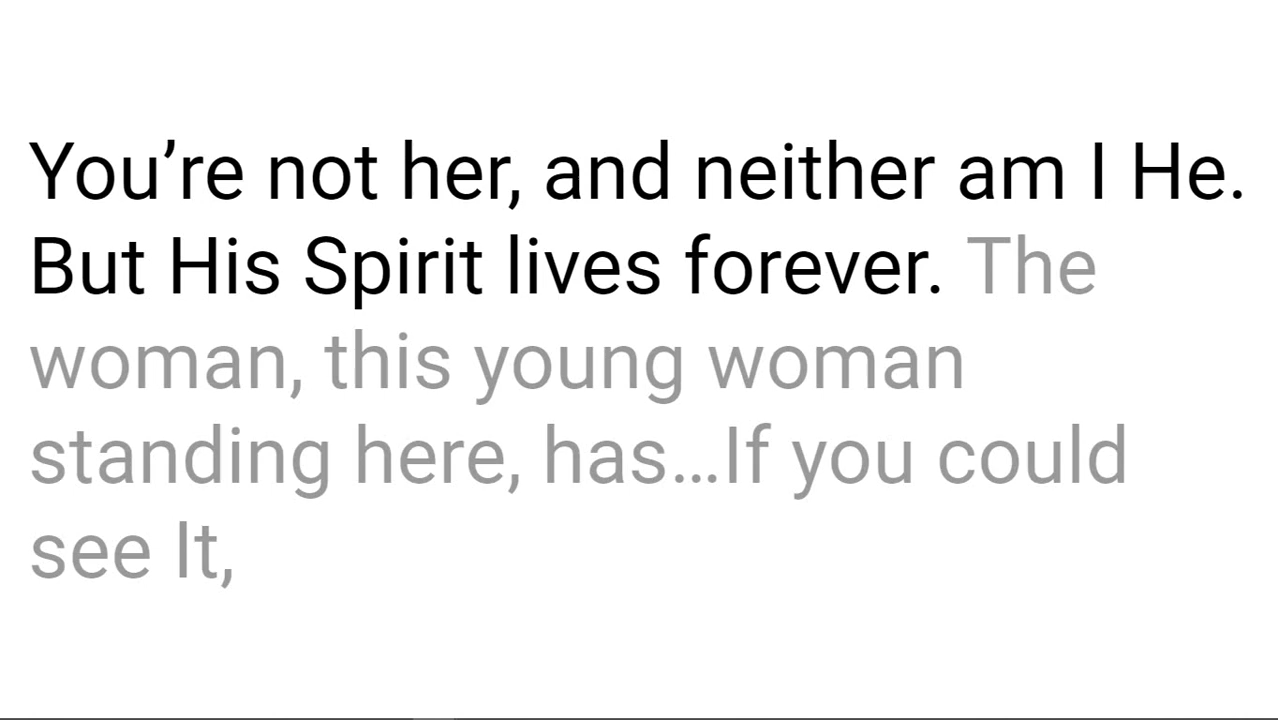 You’re not her, and neither am I He.
But His Spirit lives forever. The
woman, this young woman
standing here, has…If you could
see It,